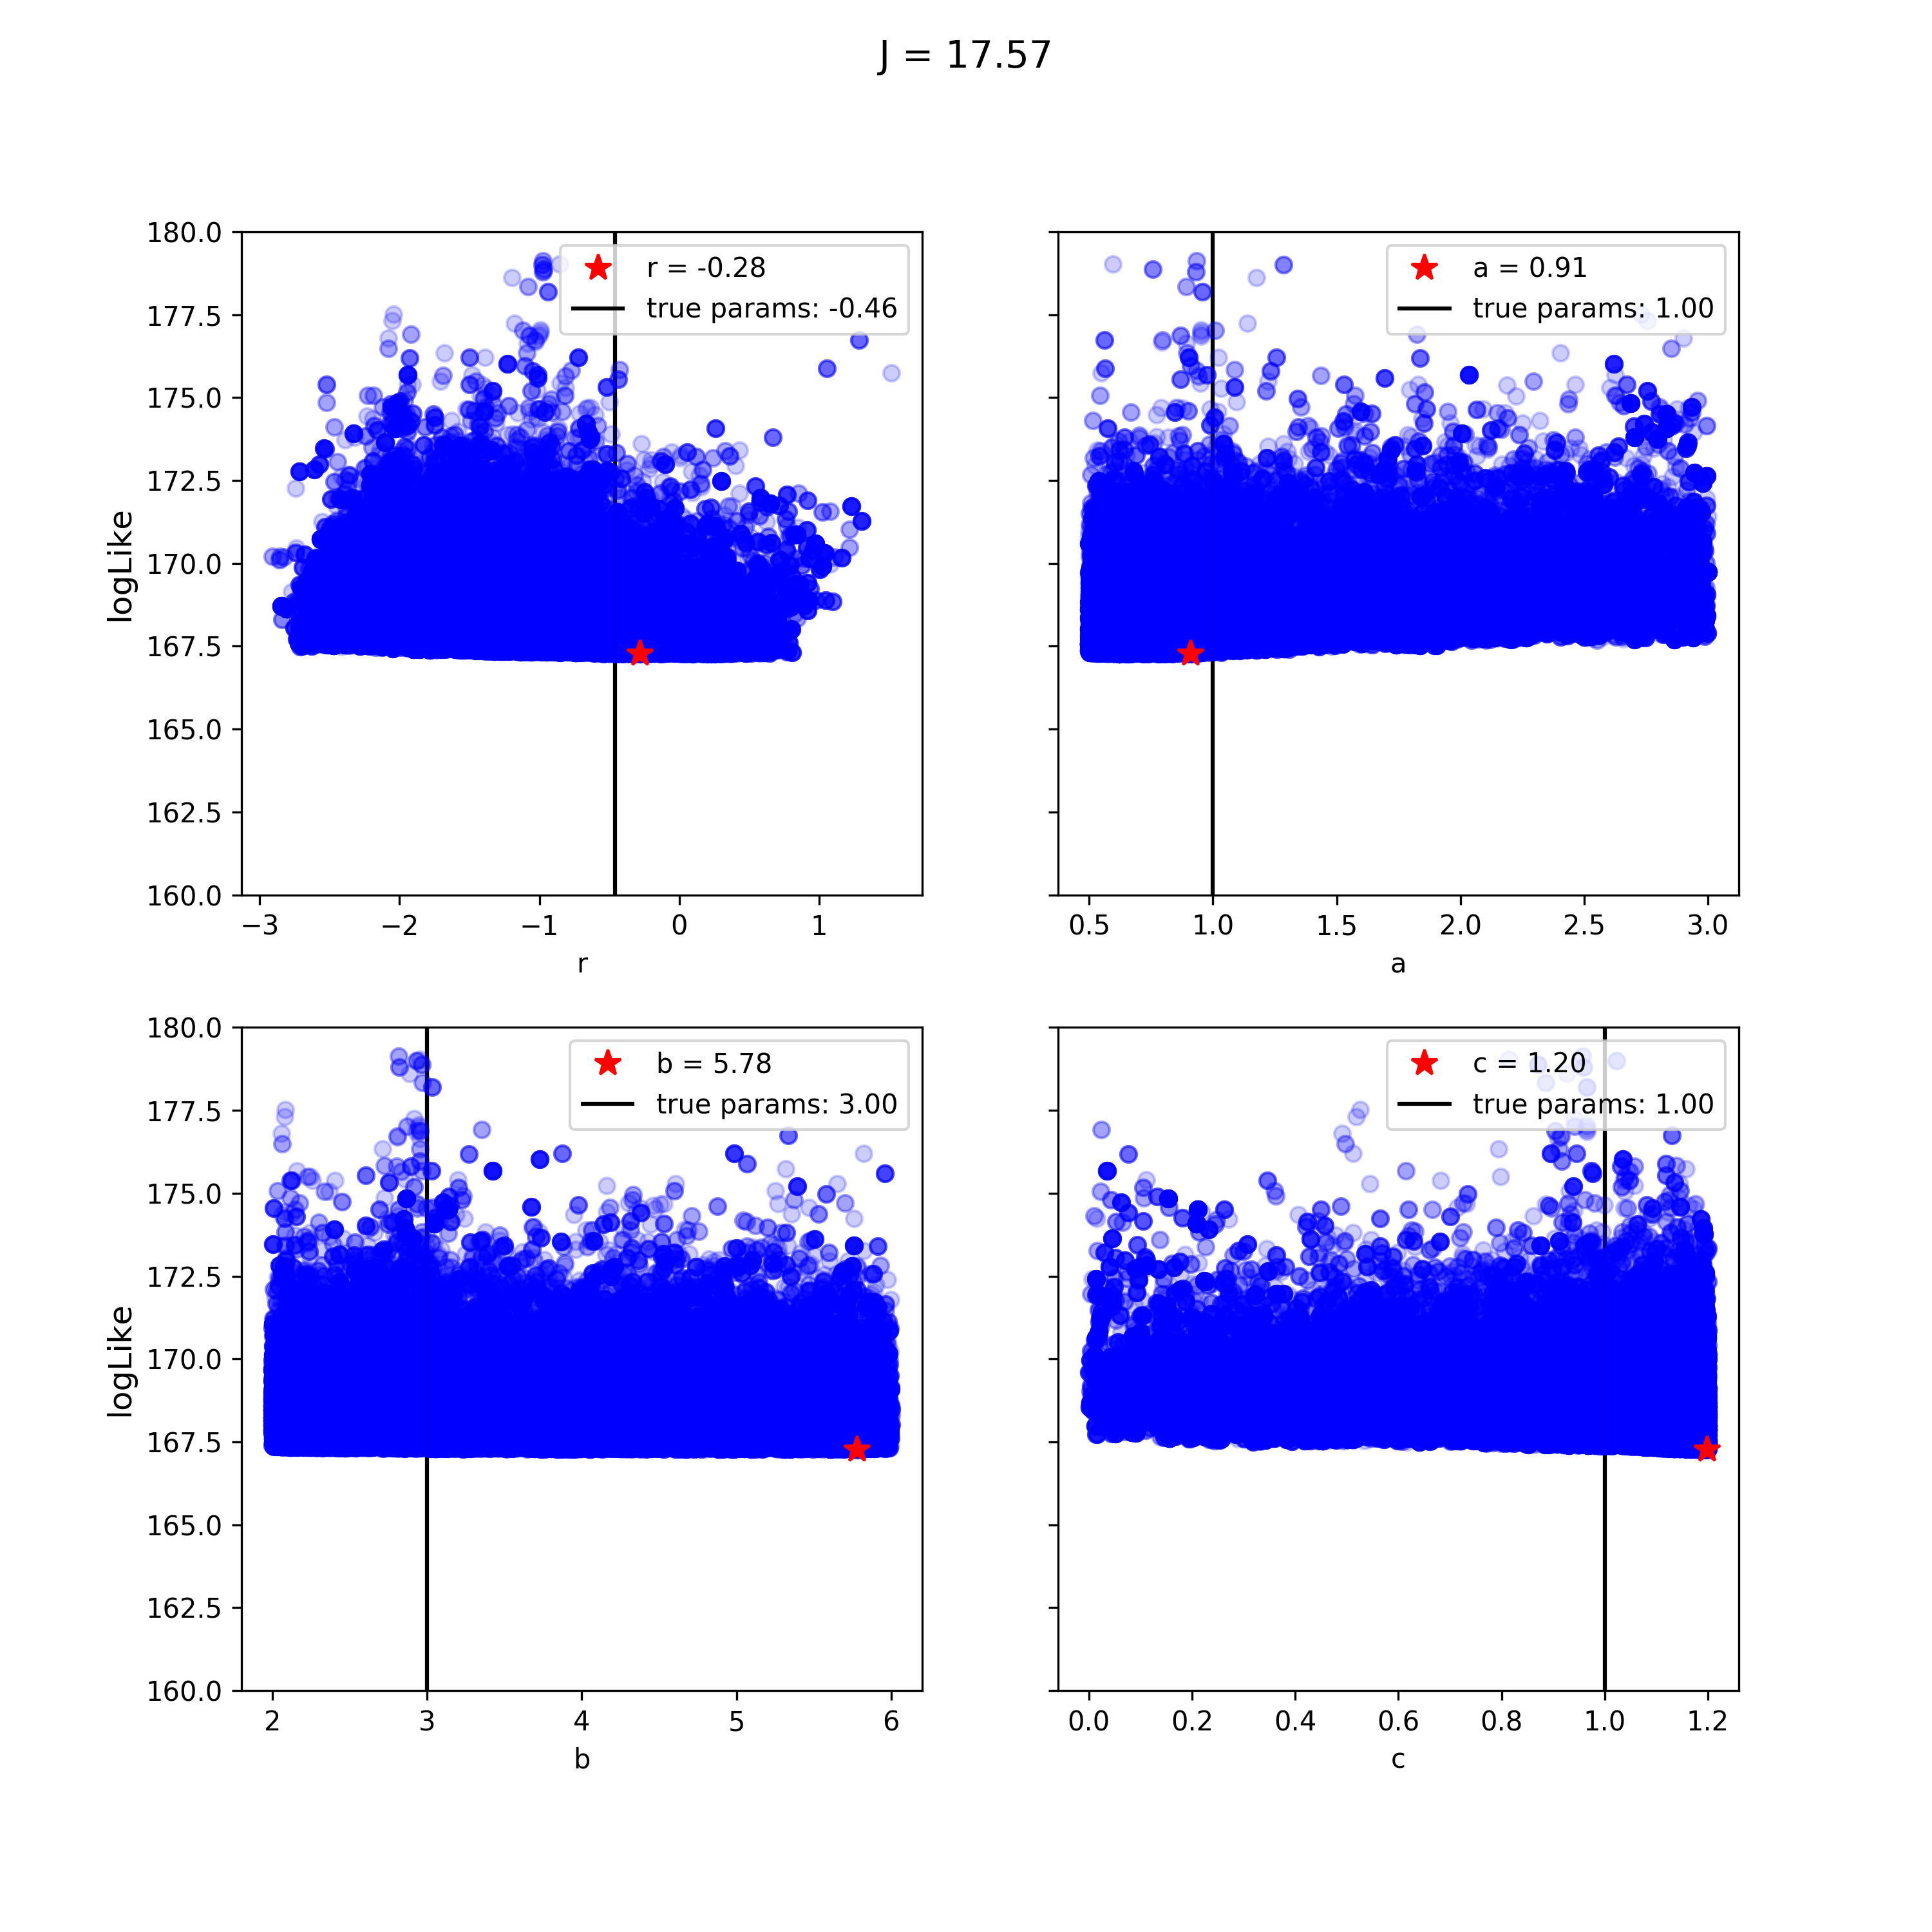 J = 17.57
180.0
177.5
175.0
172.5
170.0
167.5
165.0
162.5
160.0
logLike
r = -0.28
true params: -0.46
−3 −2 −1 0 1
r
a = 0.91
true params: 1.00
0.5 1.0 1.5 2.0 2.5 3.0
a
180.0
177.5
175.0
172.5
170.0
167.5
165.0
162.5
160.0
logLike
b = 5.78
true params: 3.00
2 3 4 5 6
b
c = 1.20
true params: 1.00
0.0 0.2 0.4 0.6 0.8 1.0 1.2
c